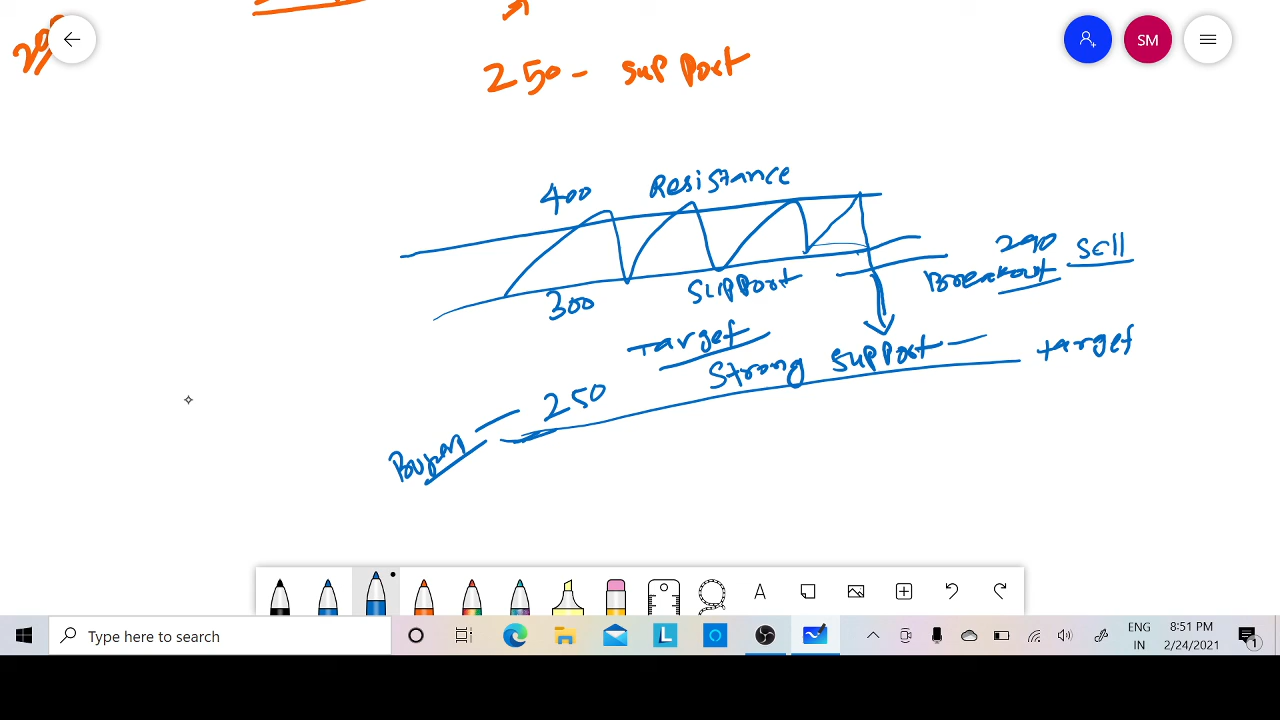 250 - support
400 Resistance
290 Sell
Breakout
300 support
Target
Strong support target
250
SM
Type here to search
ENG
IN
8:51 PM
2/24/2021